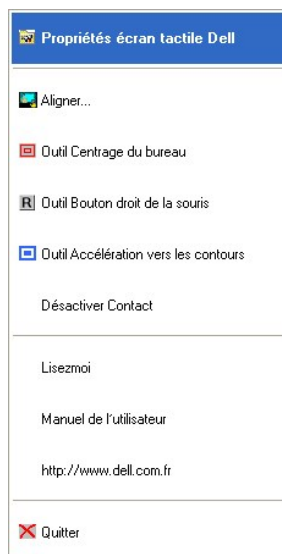 Propriétés écran tactile Dell
Aligner...
Outil Centrage du bureau
R Outil Bouton droit de la souris
Outil Accélération vers les contours
Désactiver Contact
Lisezmoi
Manuel de l'utilisateur
http://www.dell.com.fr
Quitter